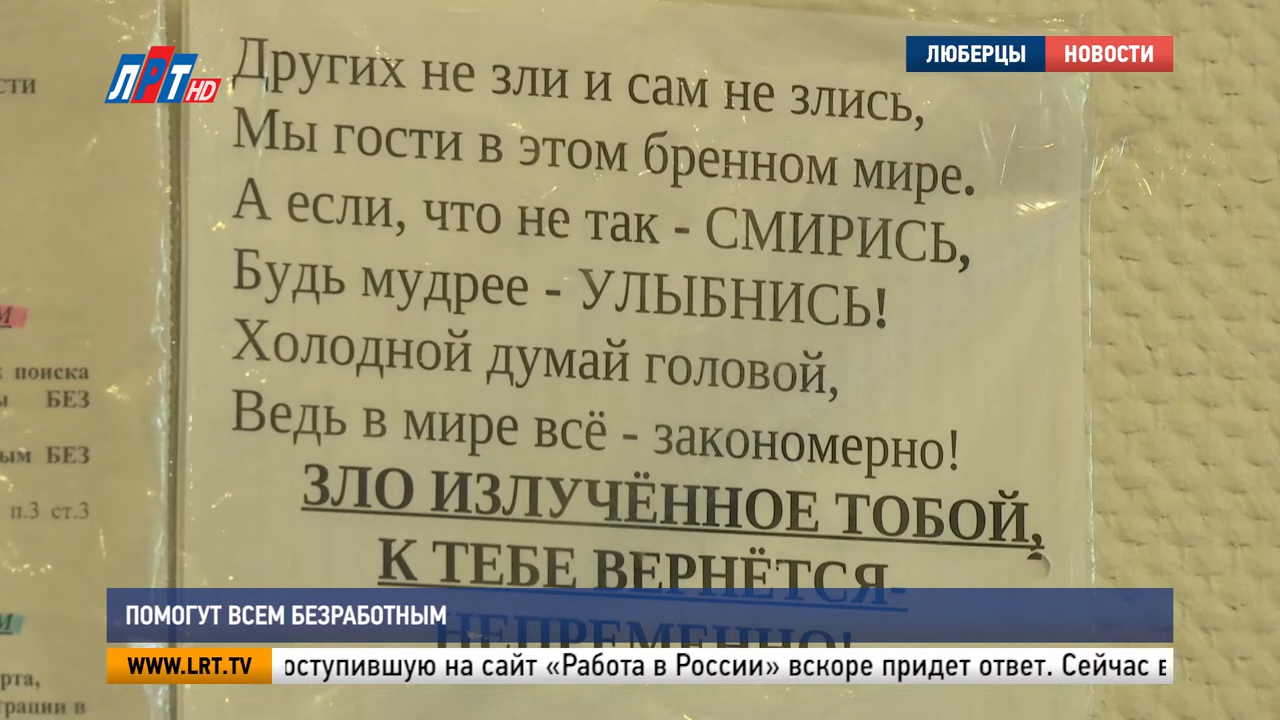 ЛРТ HD
ЛЮБЕРЦЫ НОВОСТИ
Других не зли и сам не злись,
Мы гости в этом бренном мире.
А если, что не так - СМИРИСЬ,
Будь мудрее - УЛЫБНИСЬ!
Холодной думай головой,
Ведь в мире всё - закономерно!
ЗЛО ИЗЛУЧЁННОЕ ТОБОЙ,
К ТЕБЕ ВЕРНЁТСЯ-
НЕПРЕМЕННО!
поиска
БЕЗ
ым БЕЗ
п.3 ст.3
ПОМОГУТ ВСЕМ БЕЗРАБОТНЫМ
WWW.LRT.TV оступившую на сайт «Работа в России» вскоре придет ответ. Сейчас в